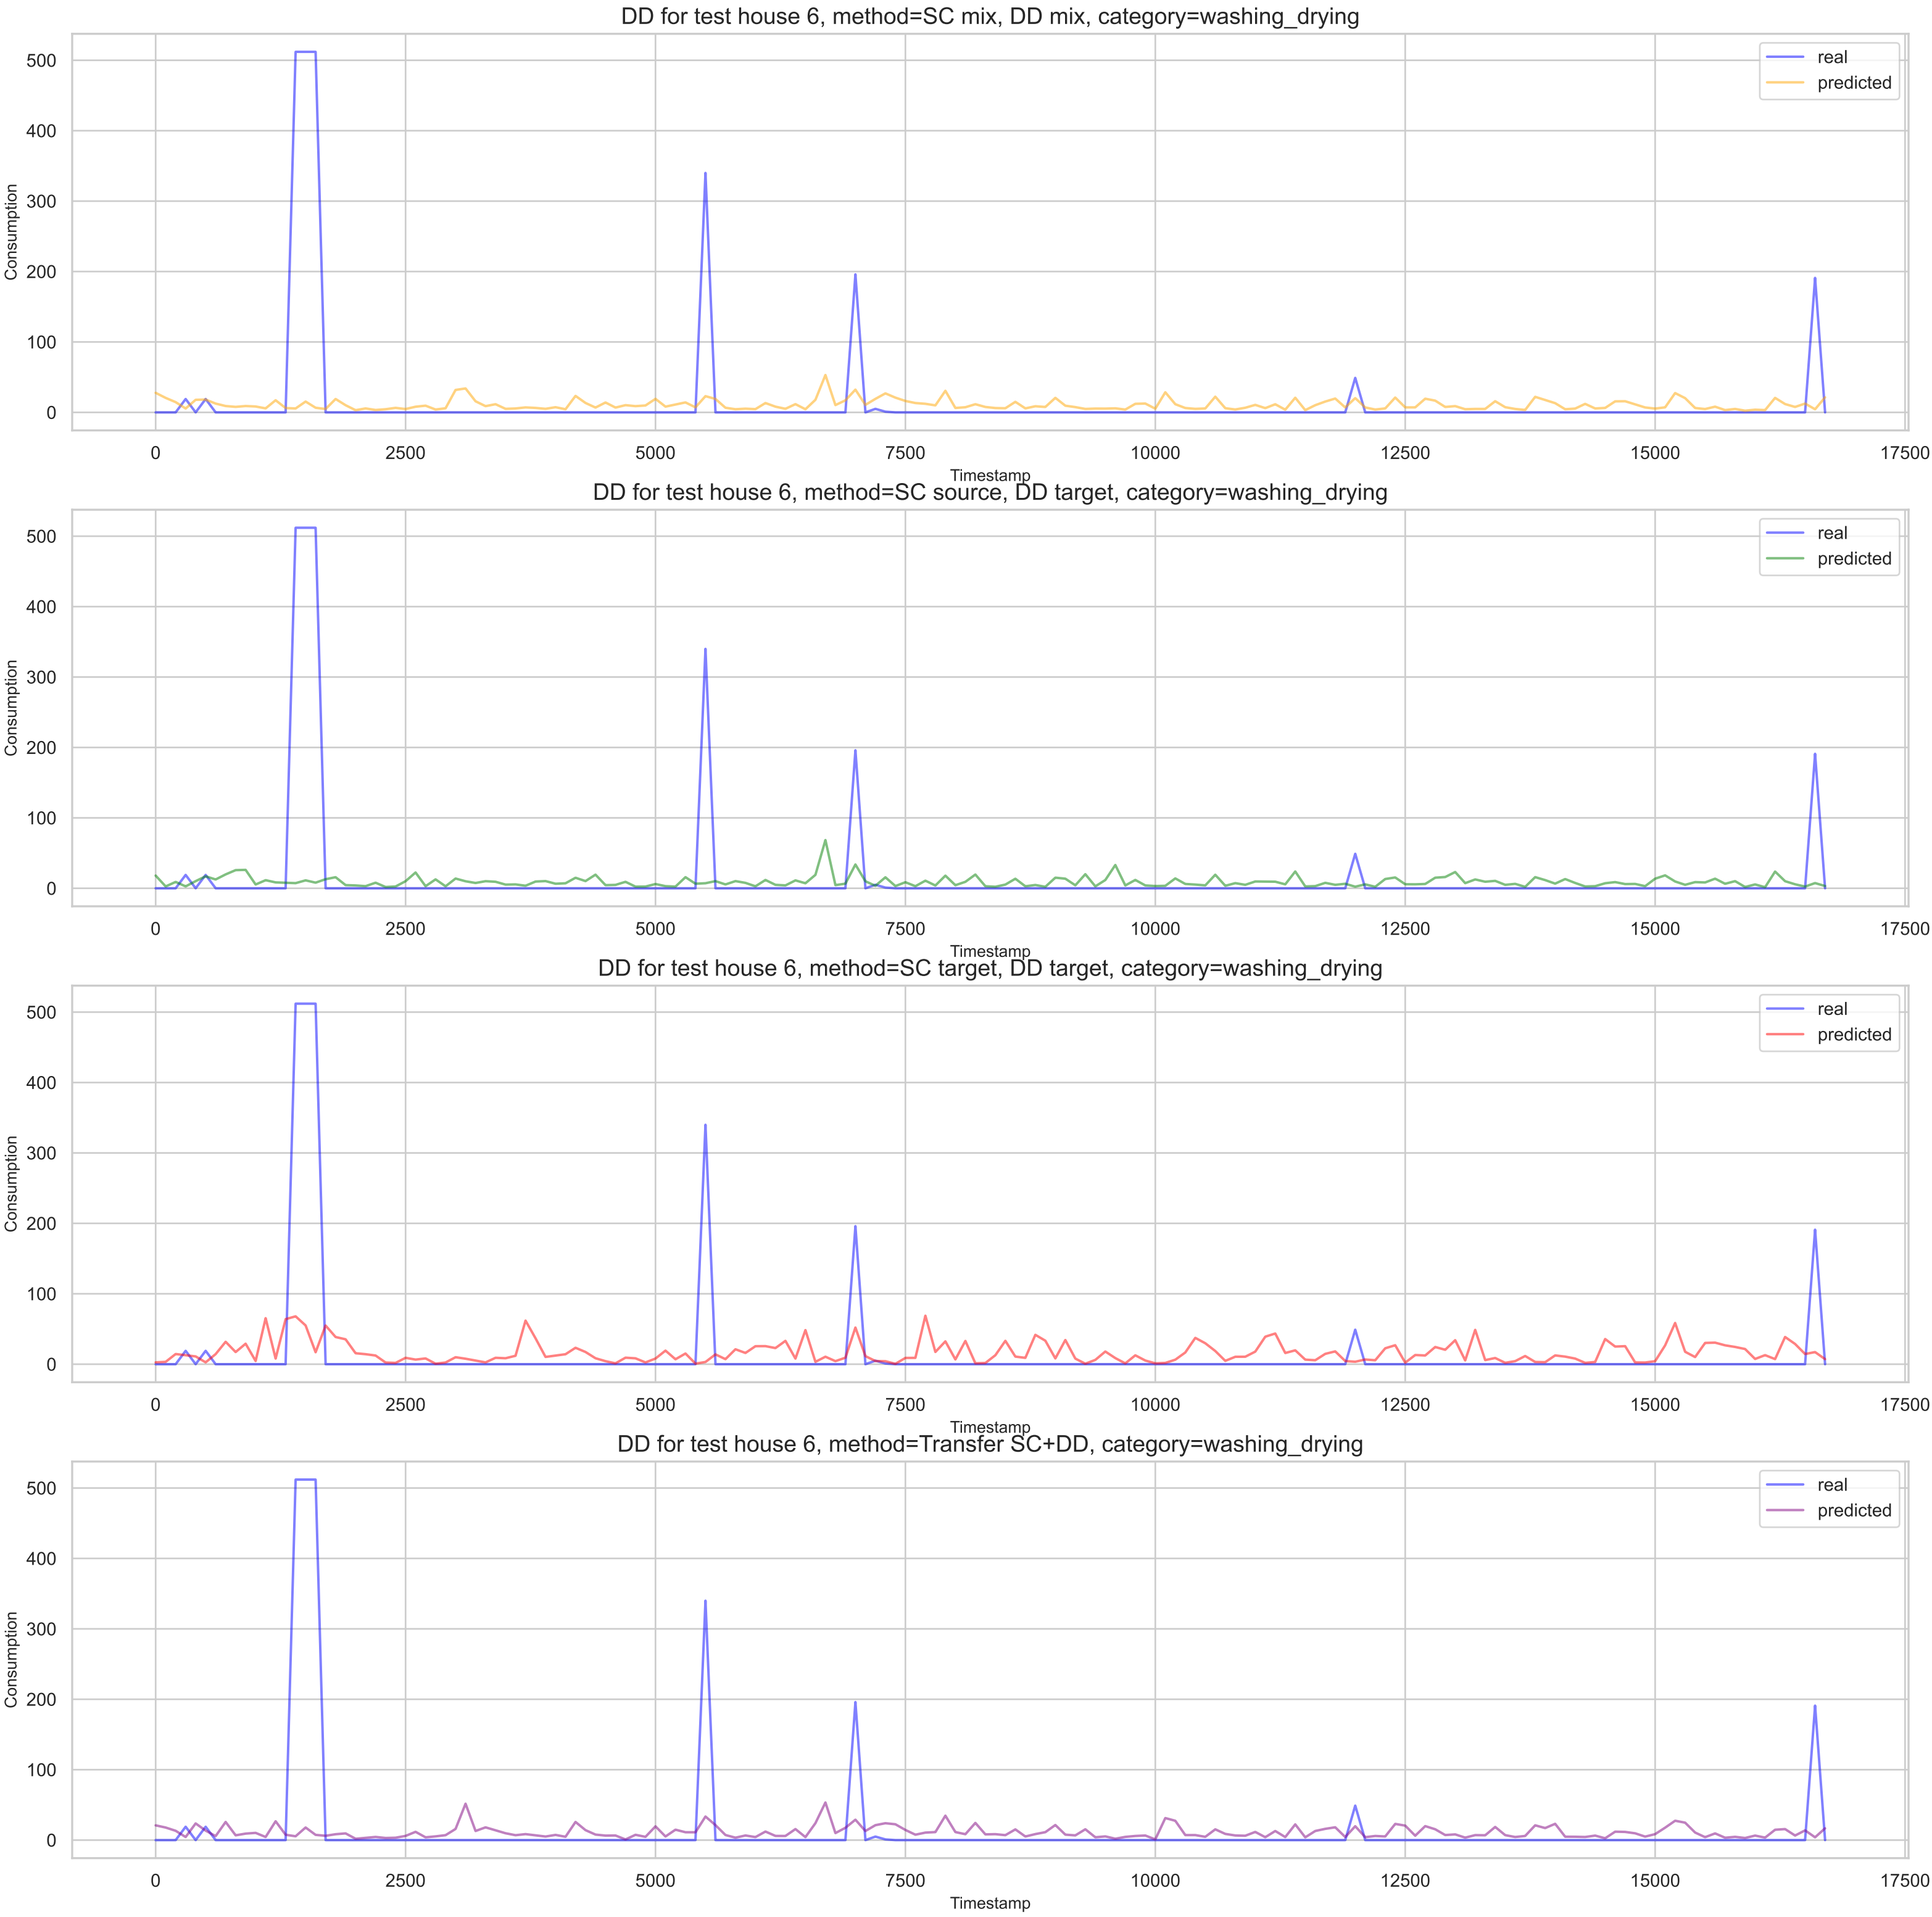 DD for test house 6, method=SC mix, DD mix, category=washing_drying
500
400
300
200
100
0
Consumption
real
predicted
0 2500 5000 7500 10000 12500 15000 17500
Timestamp
DD for test house 6, method=SC source, DD target, category=washing_drying
500
400
300
200
100
0
Consumption
real
predicted
0 2500 5000 7500 10000 12500 15000 17500
Timestamp
DD for test house 6, method=SC target, DD target, category=washing_drying
500
400
300
200
100
0
Consumption
real
predicted
0 2500 5000 7500 10000 12500 15000 17500
Timestamp
DD for test house 6, method=Transfer SC+DD, category=washing_drying
500
400
300
200
100
0
Consumption
real
predicted
0 2500 5000 7500 10000 12500 15000 17500
Timestamp